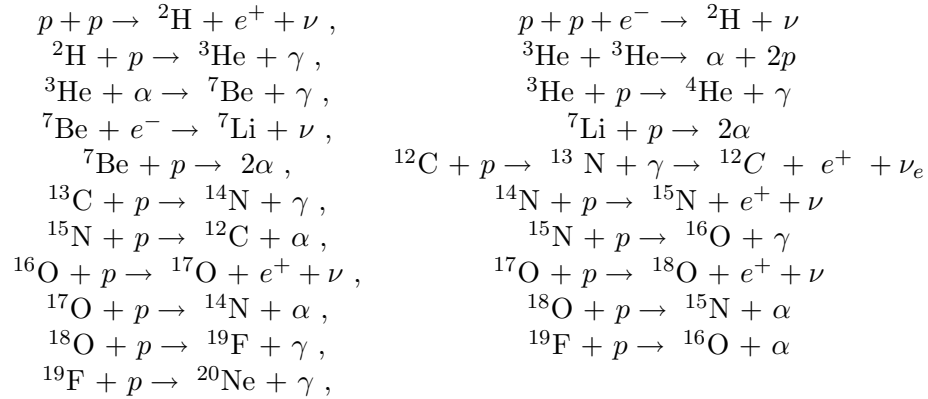 p + p → ²H + e⁺ + ν , p + p + e⁻ → ²H + ν
²H + p → ³He + γ , ³He + ³He→ α + 2p
³He + α → ⁷Be + γ , ³He + p → ⁴He + γ
⁷Be + e⁻ → ⁷Li + ν , ⁷Li + p → 2α
⁷Be + p → 2α , ¹²C + p → ¹³ N + γ → ¹²C + e⁺ + νₑ
¹³C + p → ¹⁴N + γ , ¹⁴N + p → ¹⁵N + e⁺ + ν
¹⁵N + p → ¹²C + α , ¹⁵N + p → ¹⁶O + γ
¹⁶O + p → ¹⁷O + e⁺ + ν , ¹⁷O + p → ¹⁸O + e⁺ + ν
¹⁷O + p → ¹⁴N + α , ¹⁸O + p → ¹⁵N + α
¹⁸O + p → ¹⁹F + γ , ¹⁹F + p → ¹⁶O + α
¹⁹F + p → ²⁰Ne + γ ,